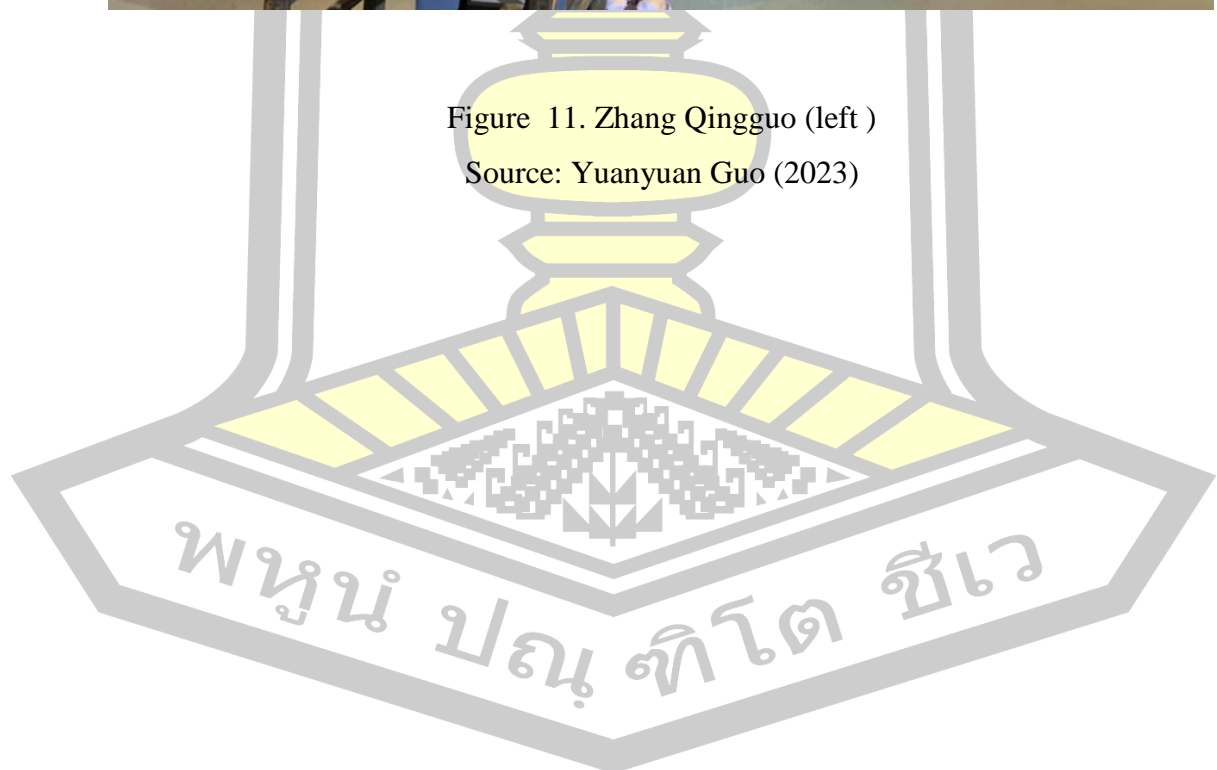 Figure  11. Zhang Qingguo (left )
Source: Yuanyuan Guo (2023)
พหูนํ ปณฺ ฑิโต ชีเว